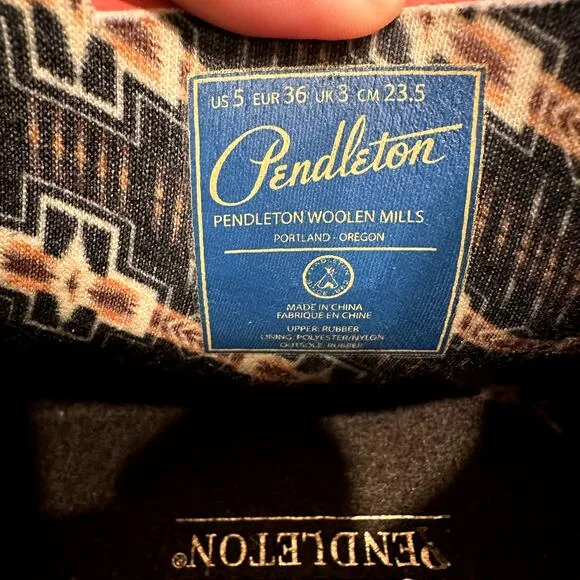 US 5 EUR 36 UK 3 CM 23.5
Pendleton
PENDLETON WOOLEN MILLS
PORTLAND - OREGON
MADE IN CHINA
FABRIQUE EN CHINE
UPPER: RUBBER
LINING: POLYESTER/NYLON
OUTSOLE: RUBBER
PENDLETON®